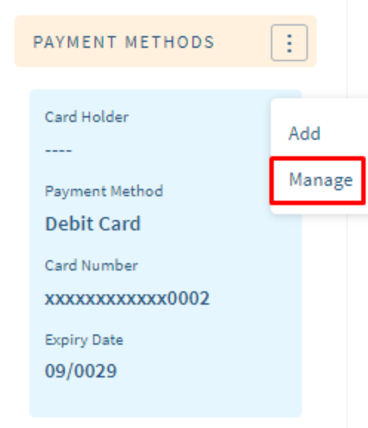 PAYMENT METHODS
Card Holder
Add
----
Manage
Payment Method
Debit Card
Card Number
xxxxxxxxxxxx0002
Expiry Date
09/0029